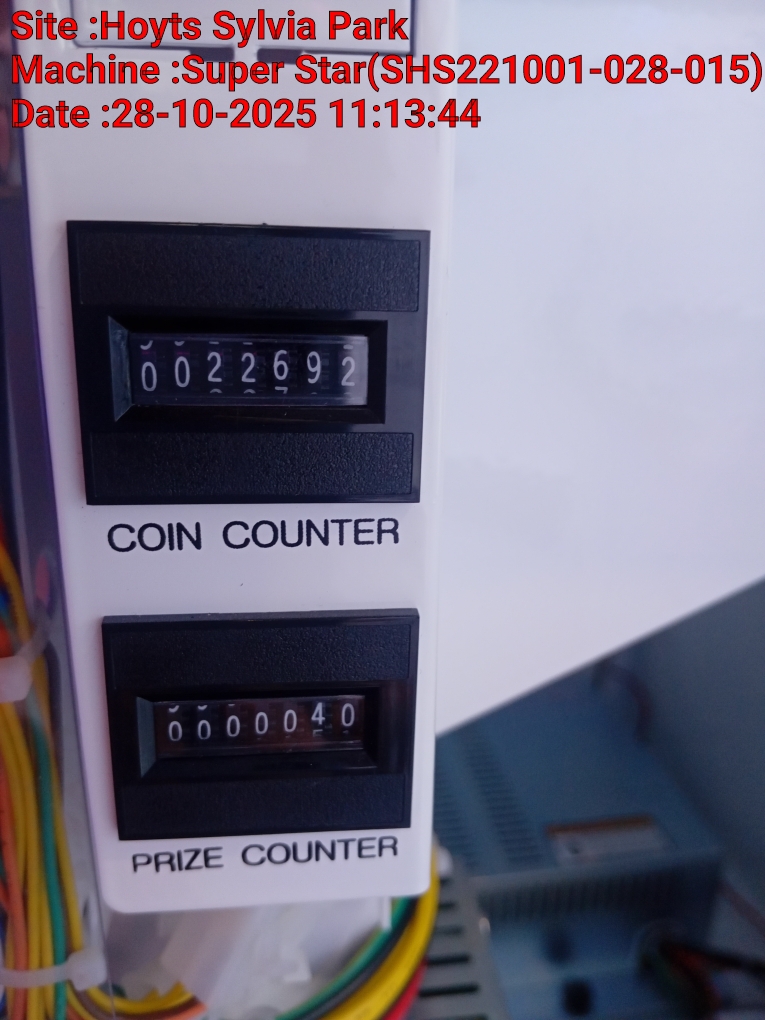 Site :Hoyts Sylvia Park
Machine :Super Star(SHS221001-028-015)
Date :28-10-2025 11:13:44
0022692
COIN COUNTER
0000040
PRIZE COUNTER